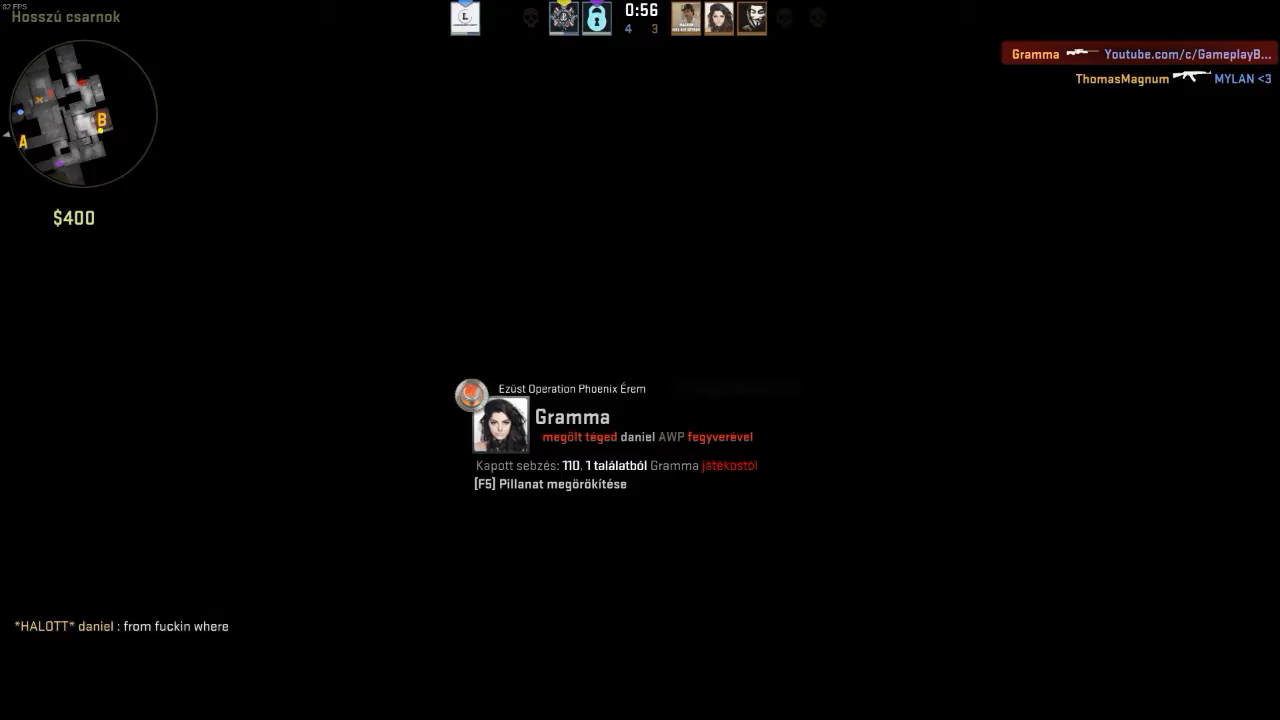 82 FPS
Hosszú csarnok
0:56
4 3
Gramma Youtube.com/c/GameplayB...
ThomasMagnum MYLAN <3
A
B
$400
Ezüst Operation Phoenix Érem
Gramma
megölt téged daniel AWP fegyverével
Kapott sebzés: 110, 1 találatból Gramma játékostól
[F5] Pillanat megörökítése
*HALOTT* daniel : from fuckin where